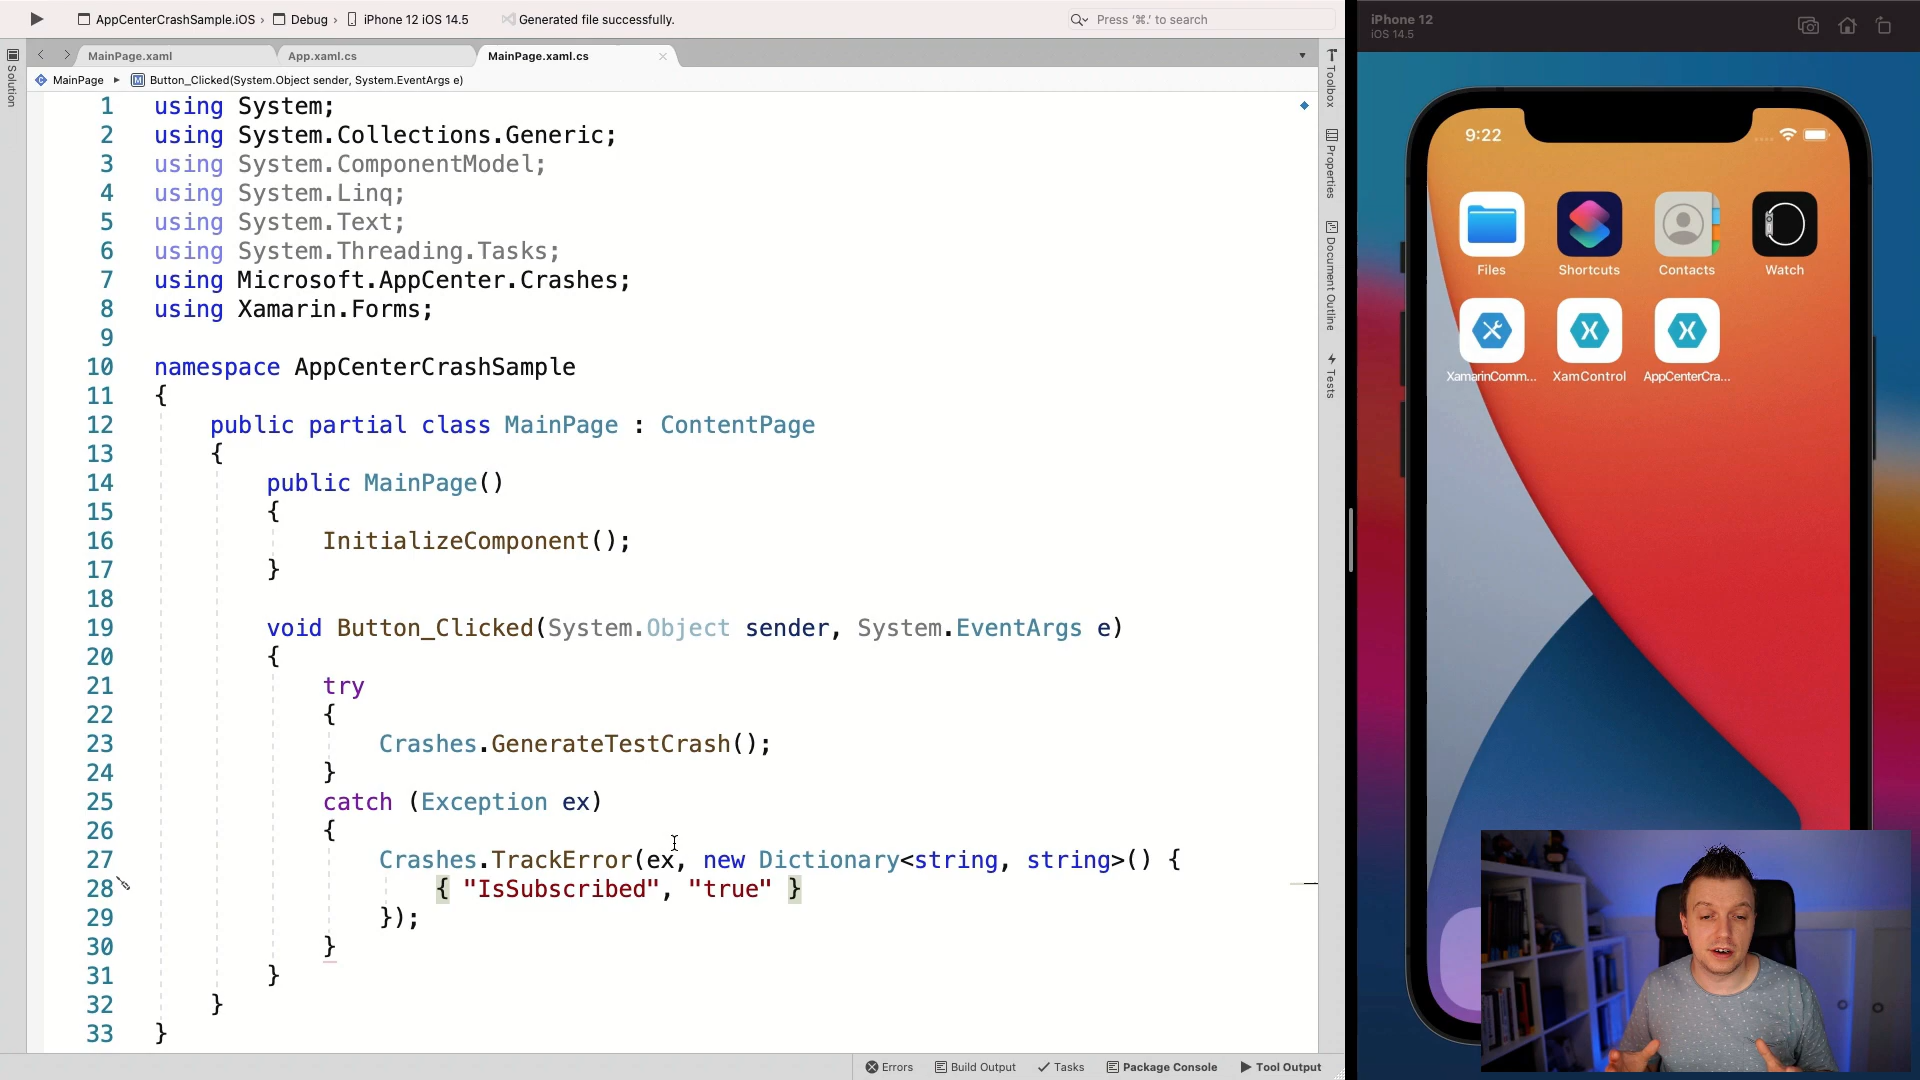 AppCenterCrashSample.iOS › Debug › iPhone 12 iOS 14.5
Generated file successfully.
Press '⌘.' to search
MainPage.xaml
App.xaml.cs
MainPage.xaml.cs
MainPage ▸ Button_Clicked(System.Object sender, System.EventArgs e)
Solution
1 using System;
2 using System.Collections.Generic;
3 using System.ComponentModel;
4 using System.Linq;
5 using System.Text;
6 using System.Threading.Tasks;
7 using Microsoft.AppCenter.Crashes;
8 using Xamarin.Forms;
9
10 namespace AppCenterCrashSample
11 {
12 public partial class MainPage : ContentPage
13 {
14 public MainPage()
15 {
16 InitializeComponent();
17 }
18
19 void Button_Clicked(System.Object sender, System.EventArgs e)
20 {
21 try
22 {
23 Crashes.GenerateTestCrash();
24 }
25 catch (Exception ex)
26 {
27 Crashes.TrackError(ex, new Dictionary<string, string>() {
28 { "IsSubscribed", "true" }
29 });
30 }
31 }
32 }
33 }
Toolbox
Properties
Document Outline
Tests
Errors
Build Output
Tasks
Package Console
Tool Output
iPhone 12
iOS 14.5
9:22
Files
Shortcuts
Contacts
Watch
XamarinComm...
XamControl
AppCenterCra...